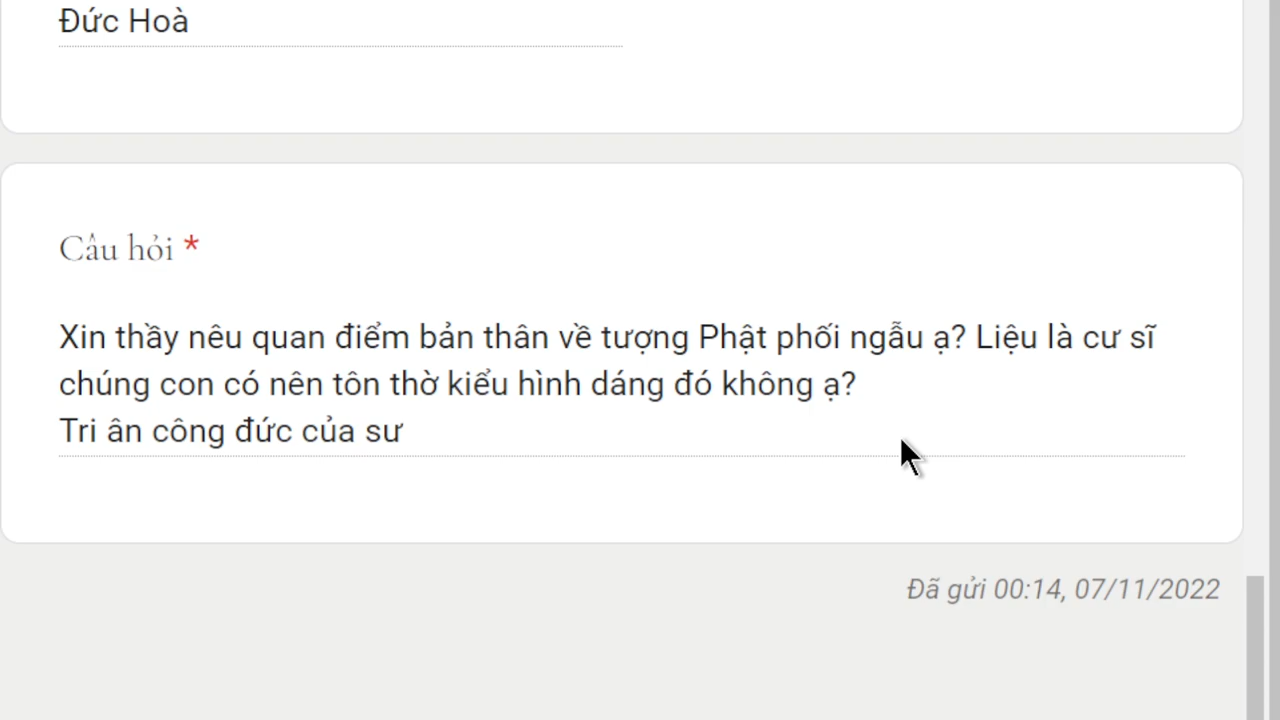 Đức Hoà
Câu hỏi *
Xin thầy nêu quan điểm bản thân về tượng Phật phối ngẫu ạ? Liệu là cư sĩ
chúng con có nên tôn thờ kiểu hình dáng đó không ạ?
Tri ân công đức của sư
Đã gửi 00:14, 07/11/2022